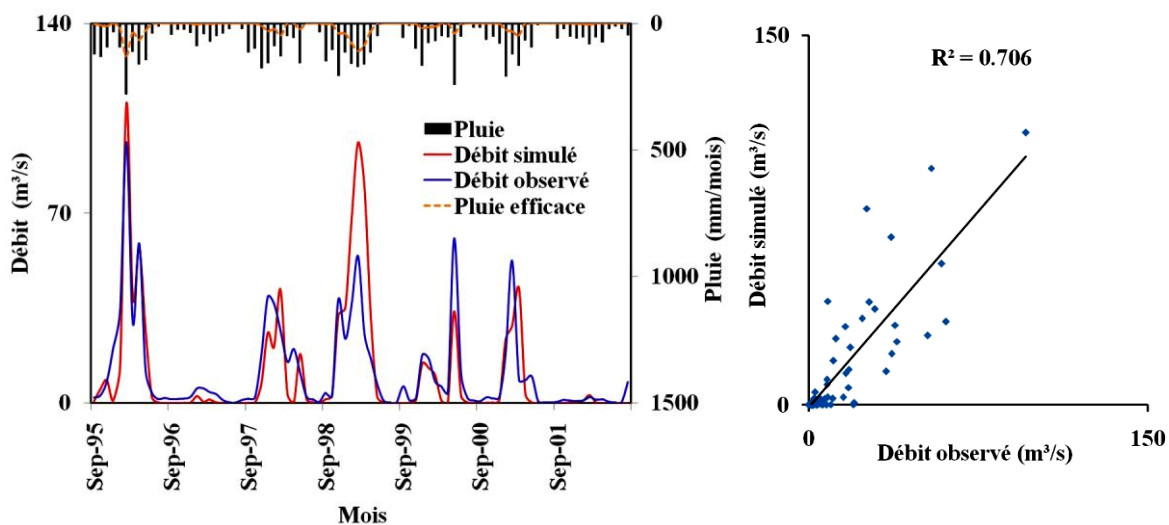 140
70
0
Débit (m³/s)
Pluie
Débit simulé
Débit observé
Pluie efficace
0
500
1000
1500
Pluie (mm/mois)
Sep-95
Sep-96
Sep-97
Sep-98
Sep-99
Sep-00
Sep-01
Mois
150
0
Débit simulé (m³/s)
R² = 0.706
0
150
Débit observé (m³/s)